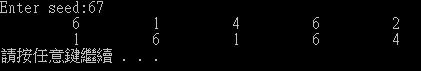 Enter seed:67
6 1 4 6 2
1 6 1 6 4
請按任意鍵繼續 . . .